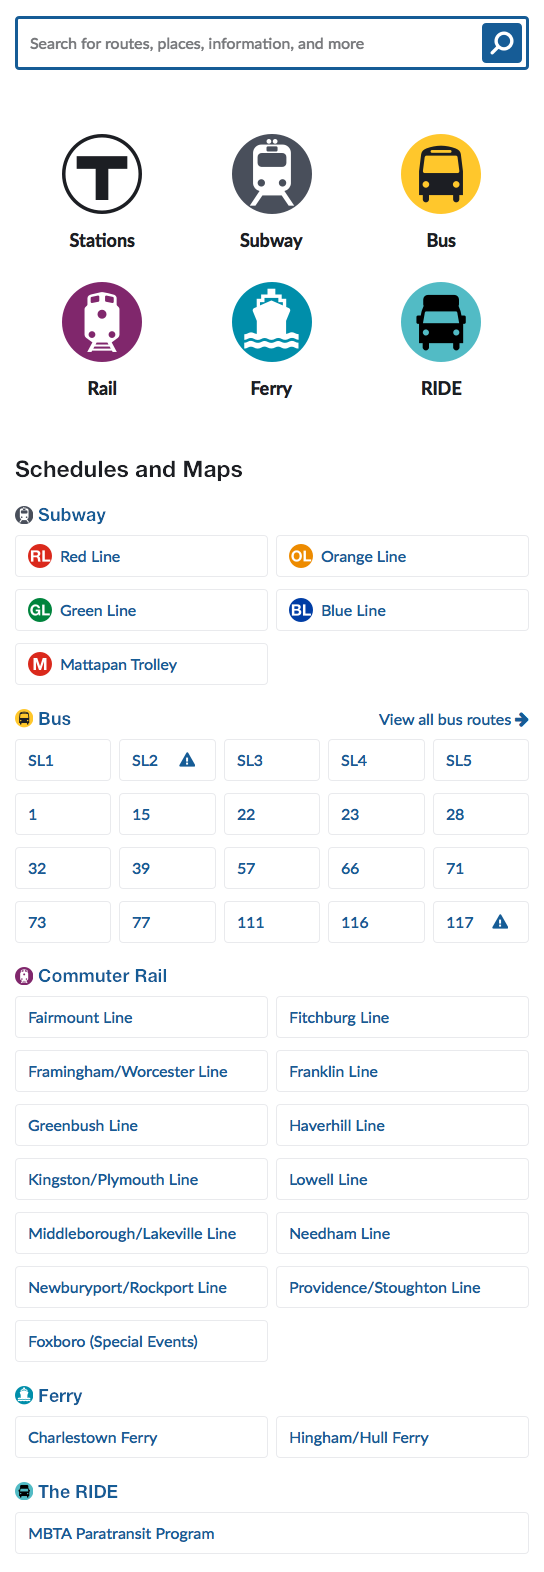 Search for routes, places, information, and more
T
Stations Subway Bus
Rail Ferry RIDE
Schedules and Maps
Subway
RL Red Line OL Orange Line
GL Green Line BL Blue Line
M Mattapan Trolley
Bus View all bus routes
SL1 SL2 SL3 SL4 SL5
1 15 22 23 28
32 39 57 66 71
73 77 111 116 117
Commuter Rail
Fairmount Line Fitchburg Line
Framingham/Worcester Line Franklin Line
Greenbush Line Haverhill Line
Kingston/Plymouth Line Lowell Line
Middleborough/Lakeville Line Needham Line
Newburyport/Rockport Line Providence/Stoughton Line
Foxboro (Special Events)
Ferry
Charlestown Ferry Hingham/Hull Ferry
The RIDE
MBTA Paratransit Program